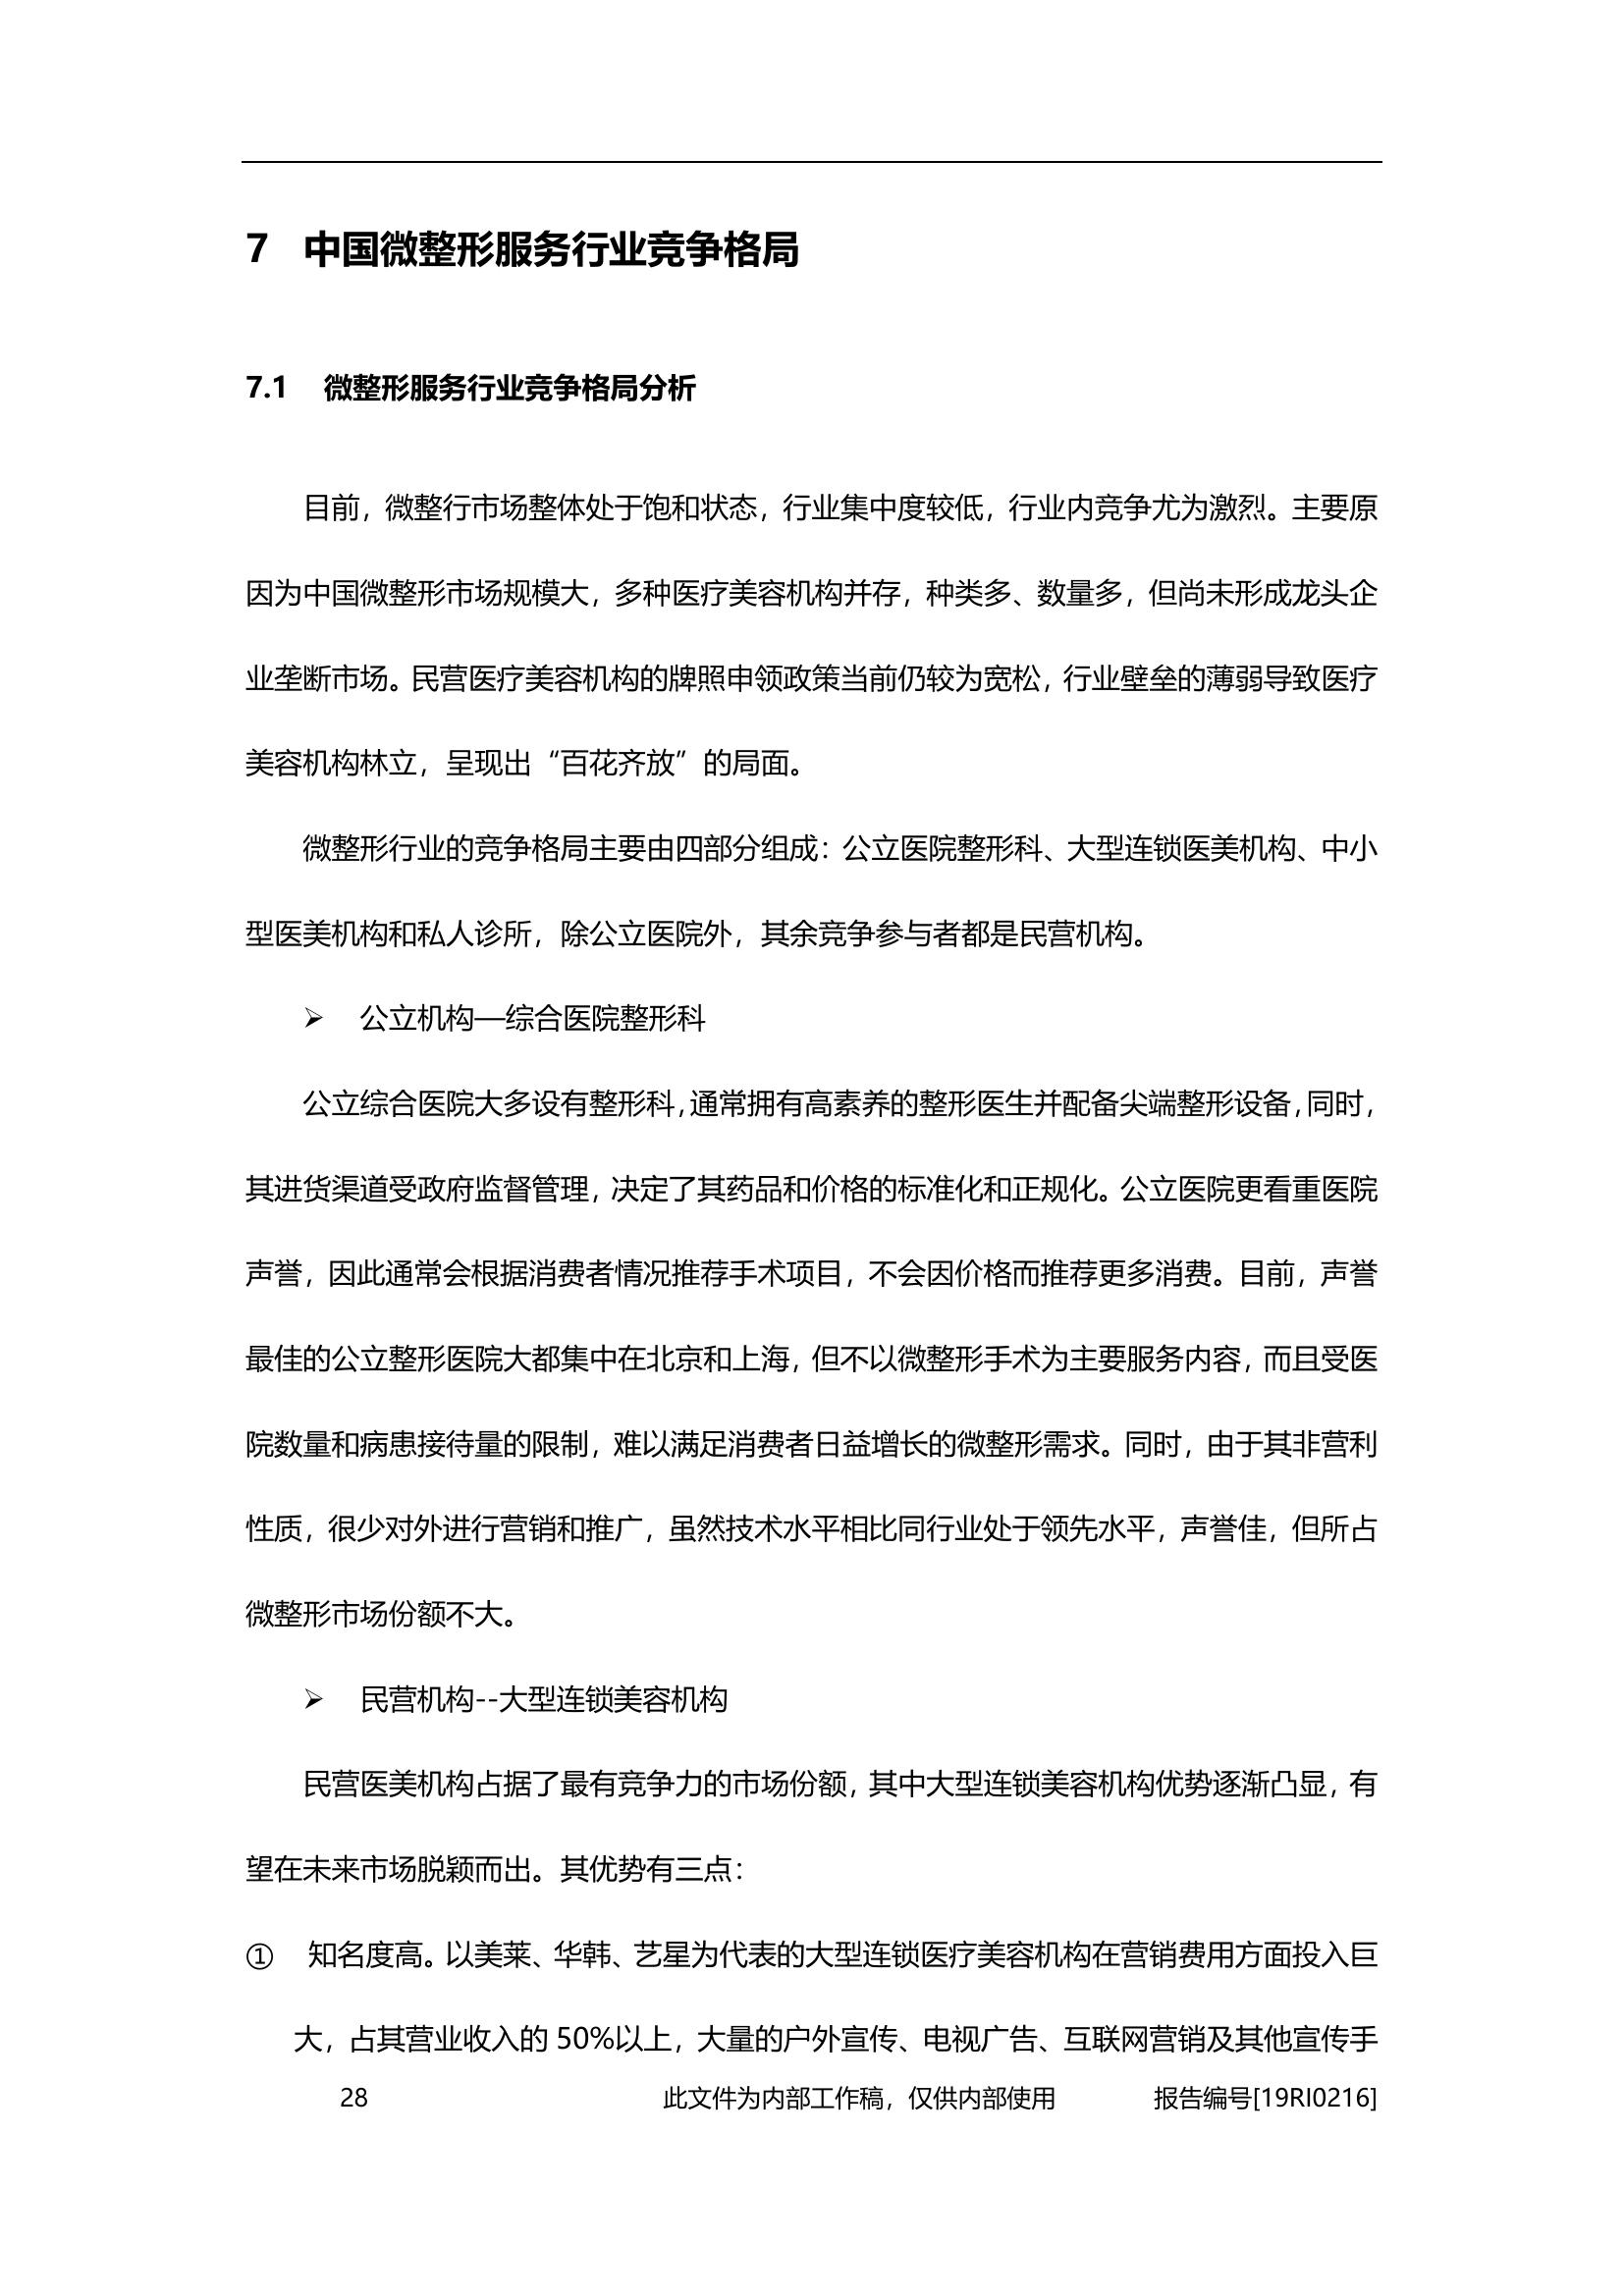 7 中国微整形服务行业竞争格局
7.1 微整形服务行业竞争格局分析
目前，微整行市场整体处于饱和状态，行业集中度较低，行业内竞争尤为激烈。主要原
因为中国微整形市场规模大，多种医疗美容机构并存，种类多、数量多，但尚未形成龙头企
业垄断市场。民营医疗美容机构的牌照申领政策当前仍较为宽松，行业壁垒的薄弱导致医疗
美容机构林立，呈现出“百花齐放”的局面。
微整形行业的竞争格局主要由四部分组成：公立医院整形科、大型连锁医美机构、中小
型医美机构和私人诊所，除公立医院外，其余竞争参与者都是民营机构。
➢ 公立机构—综合医院整形科
公立综合医院大多设有整形科，通常拥有高素养的整形医生并配备尖端整形设备，同时，
其进货渠道受政府监督管理，决定了其药品和价格的标准化和正规化。公立医院更看重医院
声誉，因此通常会根据消费者情况推荐手术项目，不会因价格而推荐更多消费。目前，声誉
最佳的公立整形医院大都集中在北京和上海，但不以微整形手术为主要服务内容，而且受医
院数量和病患接待量的限制，难以满足消费者日益增长的微整形需求。同时，由于其非营利
性质，很少对外进行营销和推广，虽然技术水平相比同行业处于领先水平，声誉佳，但所占
微整形市场份额不大。
➢ 民营机构--大型连锁美容机构
民营医美机构占据了最有竞争力的市场份额，其中大型连锁美容机构优势逐渐凸显，有
望在未来市场脱颖而出。其优势有三点：
① 知名度高。以美莱、华韩、艺星为代表的大型连锁医疗美容机构在营销费用方面投入巨
大，占其营业收入的 50%以上，大量的户外宣传、电视广告、互联网营销及其他宣传手
28 此文件为内部工作稿，仅供内部使用 报告编号[19RI0216]